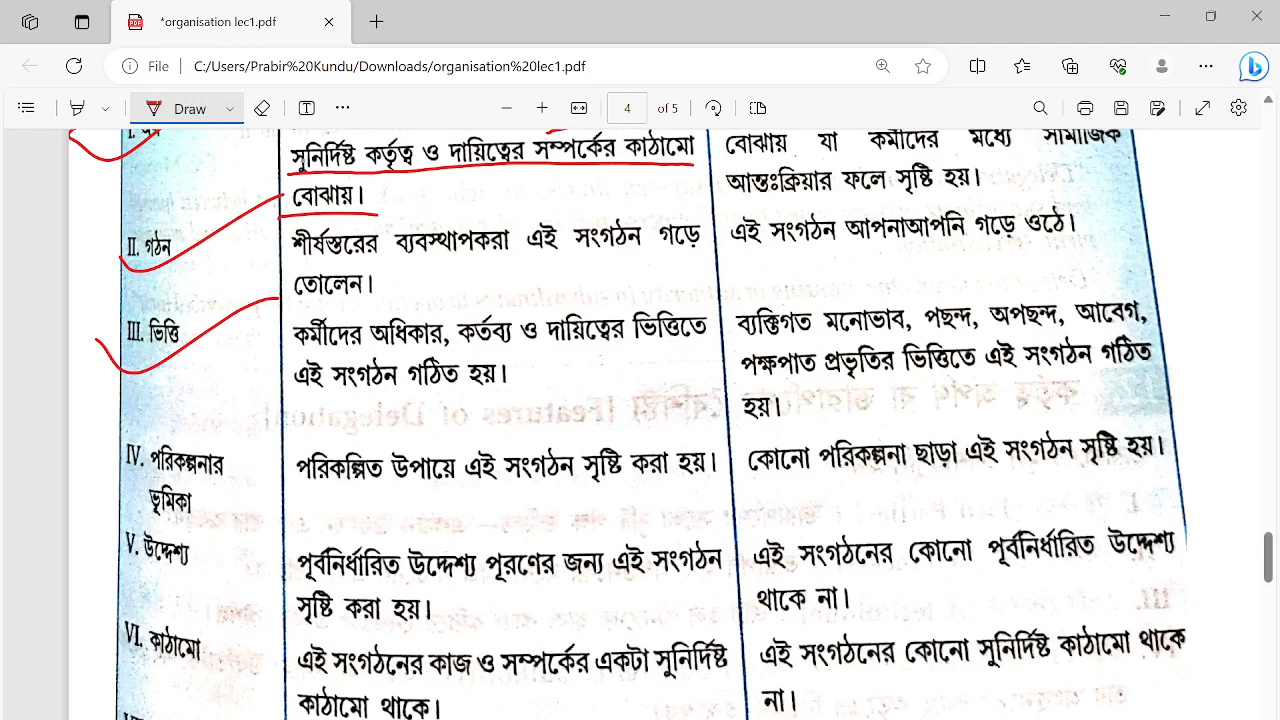 *organisation lec1.pdf
File
C:/Users/Prabir%20Kundu/Downloads/organisation%20lec1.pdf
Draw
4 of 5
সুনির্দিষ্ট কর্তৃত্ব ও দায়িত্বের সম্পর্কের কাঠামো
বোঝায়।
বোঝায় যা কর্মীদের মধ্যে সামাজিক
আন্তঃক্রিয়ার ফলে সৃষ্টি হয়।
II. গঠন
শীর্ষস্তরের ব্যবস্থাপকরা এই সংগঠন গড়ে
তোলেন।
এই সংগঠন আপনাআপনি গড়ে ওঠে।
III. ভিত্তি
কর্মীদের অধিকার, কর্তব্য ও দায়িত্বের ভিত্তিতে
এই সংগঠন গঠিত হয়।
ব্যক্তিগত মনোভাব, পছন্দ, অপছন্দ, আবেগ,
পক্ষপাত প্রভৃতির ভিত্তিতে এই সংগঠন গঠিত
হয়।
IV. পরিকল্পনার
ভূমিকা
পরিকল্পিত উপায়ে এই সংগঠন সৃষ্টি করা হয়।
কোনো পরিকল্পনা ছাড়া এই সংগঠন সৃষ্টি হয়।
V. উদ্দেশ্য
পূর্বনির্ধারিত উদ্দেশ্য পূরণের জন্য এই সংগঠন
সৃষ্টি করা হয়।
এই সংগঠনের কোনো পূর্বনির্ধারিত উদ্দেশ্য
থাকে না।
VI. কাঠামো
এই সংগঠনের কাজ ও সম্পর্কের একটা সুনির্দিষ্ট
কাঠামো থাকে।
এই সংগঠনের কোনো সুনির্দিষ্ট কাঠামো থাকে
না।